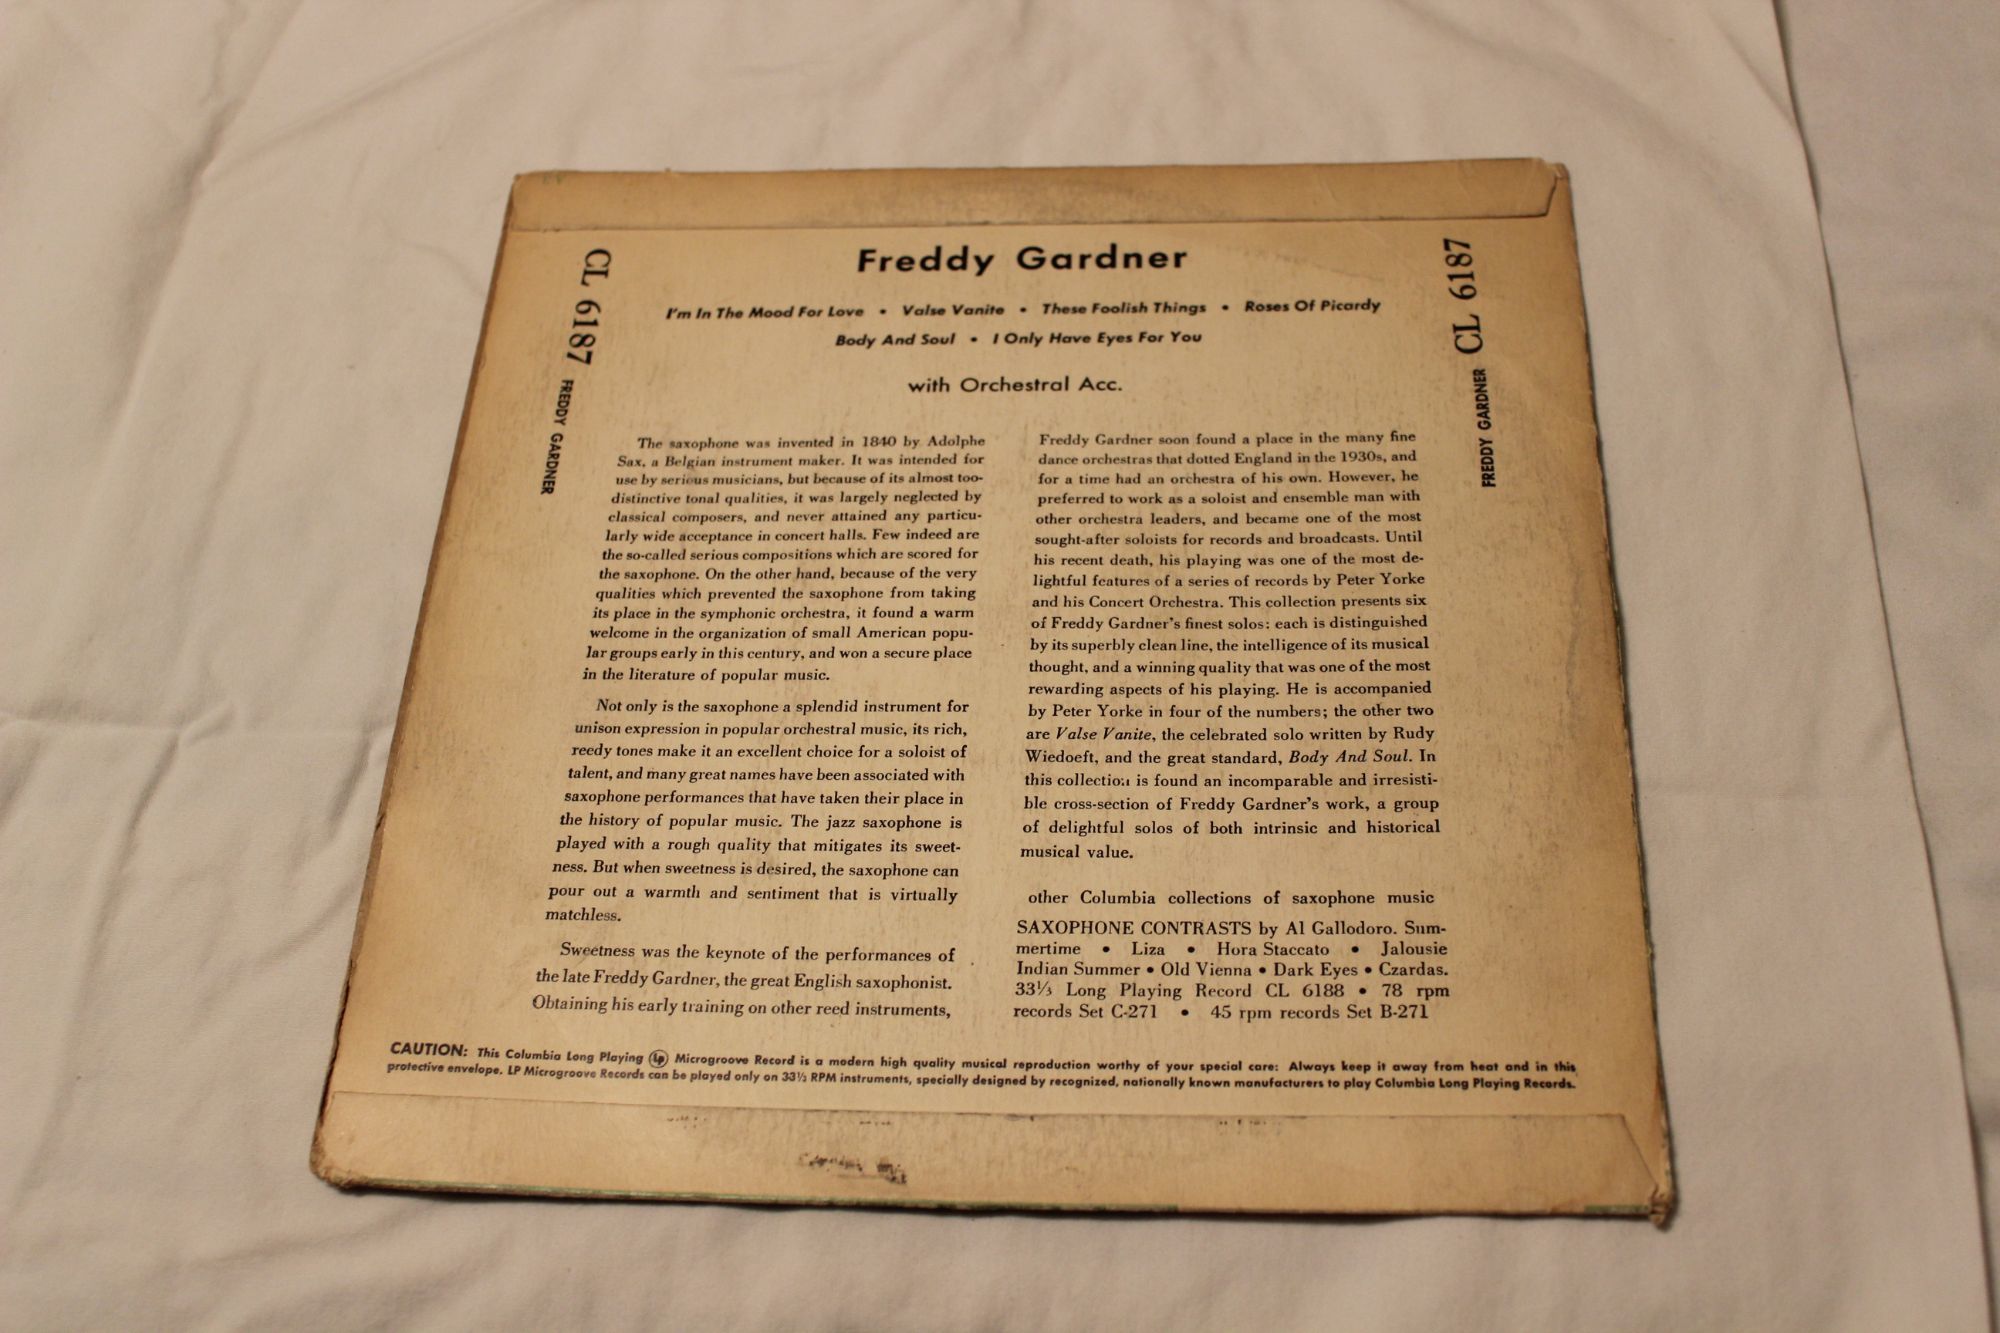 Freddy Gardner
I'm In The Mood For Love • Valse Vanite • These Foolish Things • Roses Of Picardy
Body And Soul • I Only Have Eyes For You
with Orchestral Acc.
CL 6187 FREDDY GARDNER
The saxophone was invented in 1840 by Adolphe
Sax, a Belgian instrument maker. It was intended for
use by serious musicians, but because of its almost too-
distinctive tonal qualities, it was largely neglected by
classical composers, and never attained any particu-
larly wide acceptance in concert halls. Few indeed are
the so-called serious compositions which are scored for
the saxophone. On the other hand, because of the very
qualities which prevented the saxophone from taking
its place in the symphonic orchestra, it found a warm
welcome in the organization of small American popu-
lar groups early in this century, and won a secure place
in the literature of popular music.
Not only is the saxophone a splendid instrument for
unison expression in popular orchestral music, its rich,
reedy tones make it an excellent choice for a soloist of
talent, and many great names have been associated with
saxophone performances that have taken their place in
the history of popular music. The jazz saxophone is
played with a rough quality that mitigates its sweet-
ness. But when sweetness is desired, the saxophone can
pour out a warmth and sentiment that is virtually
matchless.
Sweetness was the keynote of the performances of
the late Freddy Gardner, the great English saxophonist.
Obtaining his early training on other reed instruments,
Freddy Gardner soon found a place in the many fine
dance orchestras that dotted England in the 1930s, and
for a time had an orchestra of his own. However, he
preferred to work as a soloist and ensemble man with
other orchestra leaders, and became one of the most
sought-after soloists for records and broadcasts. Until
his recent death, his playing was one of the most de-
lightful features of a series of records by Peter Yorke
and his Concert Orchestra. This collection presents six
of Freddy Gardner's finest solos: each is distinguished
by its superbly clean line, the intelligence of its musical
thought, and a winning quality that was one of the most
rewarding aspects of his playing. He is accompanied
by Peter Yorke in four of the numbers; the other two
are Valse Vanite, the celebrated solo written by Rudy
Wiedoeft, and the great standard, Body And Soul. In
this collection is found an incomparable and irresisti-
ble cross-section of Freddy Gardner's work, a group
of delightful solos of both intrinsic and historical
musical value.
other Columbia collections of saxophone music
SAXOPHONE CONTRASTS by Al Gallodoro. Sum-
mertime • Liza • Hora Staccato • Jalousie
Indian Summer • Old Vienna • Dark Eyes • Czardas.
33⅓ Long Playing Record CL 6188 • 78 rpm
records Set C-271 • 45 rpm records Set B-271
CL 6187 FREDDY GARDNER
CAUTION: This Columbia Long Playing Lp Microgroove Record is a modern high quality musical reproduction worthy of your special care: Always keep it away from heat and in this
protective envelope. LP Microgroove Records can be played only on 33⅓ RPM instruments, specially designed by recognized, nationally known manufacturers to play Columbia Long Playing Records.